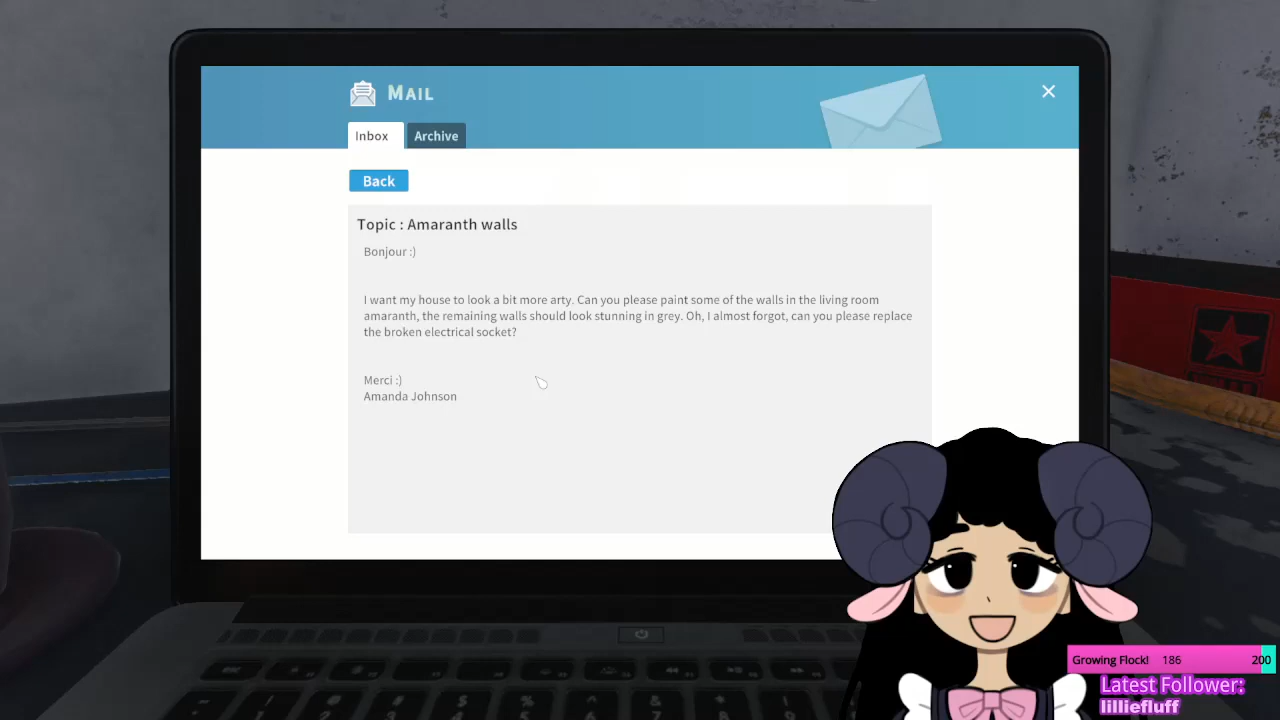 MAIL
Inbox
Archive
Back
Topic : Amaranth walls
Bonjour :)
I want my house to look a bit more arty. Can you please paint some of the walls in the living room
amaranth, the remaining walls should look stunning in grey. Oh, I almost forgot, can you please replace
the broken electrical socket?
Merci :)
Amanda Johnson
Growing Flock! 186 200
Latest Follower:
lilliefluff